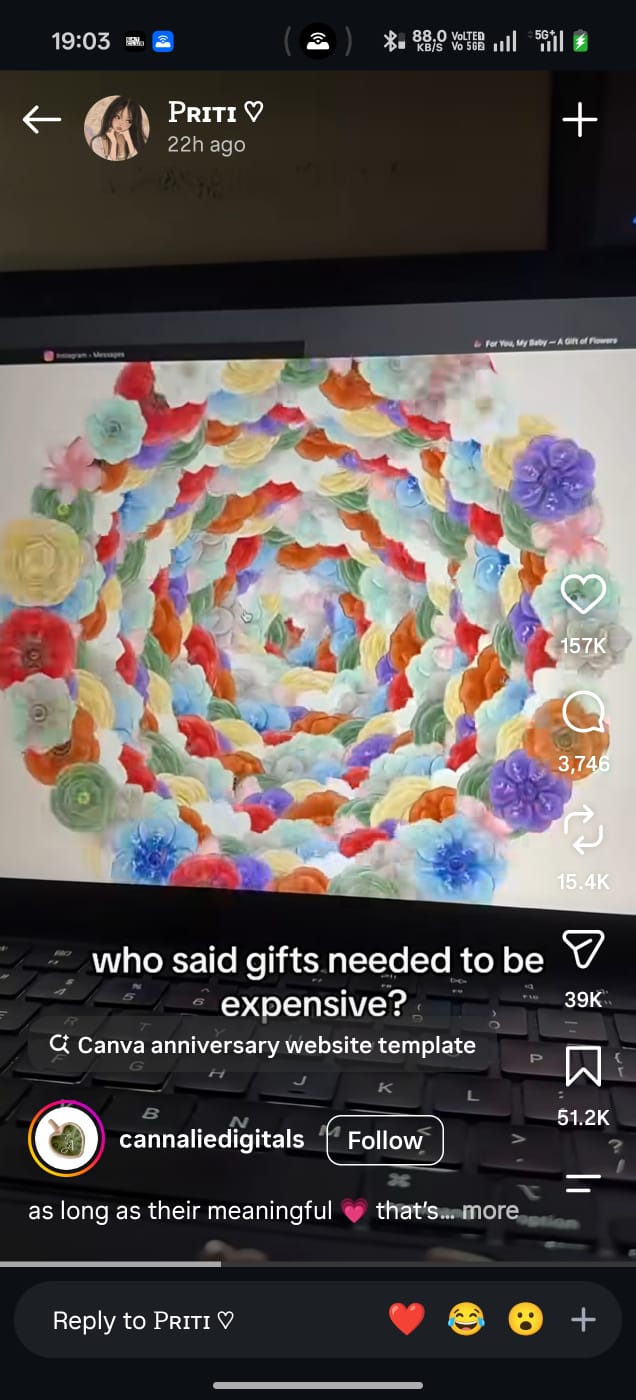 19:03
88.0 KB/S
VoLTED
Vo 5G
5G+
Priti ♡
22h ago
Instagram • Messages
For You, My Baby — A Gift of Flowers
157K
3,746
15.4K
who said gifts needed to be
expensive?
39K
Canva anniversary website template
51.2K
cannaliedigitals
Follow
as long as their meaningful 💗 that's... more
option
Reply to Priti ♡